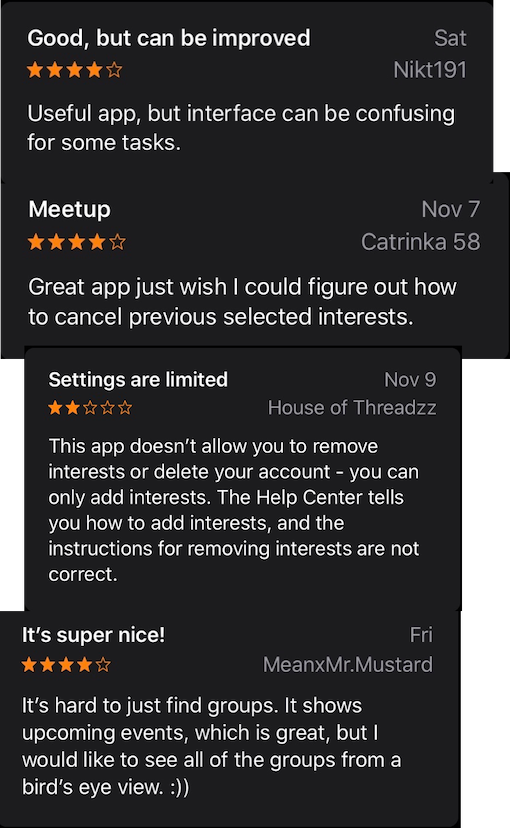 Good, but can be improved Sat
★★★★☆ Nikt191
Useful app, but interface can be confusing
for some tasks.
Meetup Nov 7
★★★★☆ Catrinka 58
Great app just wish I could figure out how
to cancel previous selected interests.
Settings are limited Nov 9
★★☆☆☆ House of Threadzz
This app doesn’t allow you to remove
interests or delete your account - you can
only add interests. The Help Center tells
you how to add interests, and the
instructions for removing interests are not
correct.
It’s super nice! Fri
★★★★☆ MeanxMr.Mustard
It’s hard to just find groups. It shows
upcoming events, which is great, but I
would like to see all of the groups from a
bird’s eye view. :))